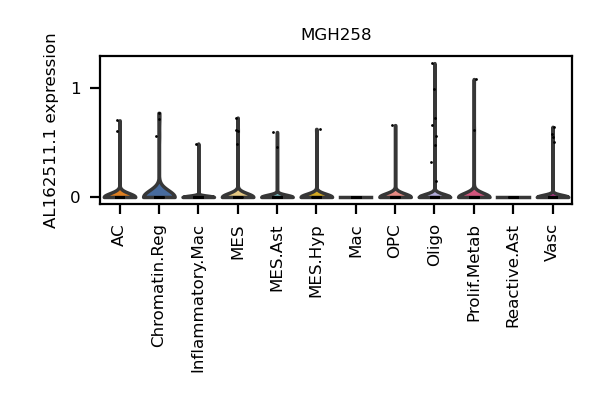 MGH258
AL162511.1 expression
1
0
AC
Chromatin.Reg
Inflammatory.Mac
MES
MES.Ast
MES.Hyp
Mac
OPC
Oligo
Prolif.Metab
Reactive.Ast
Vasc